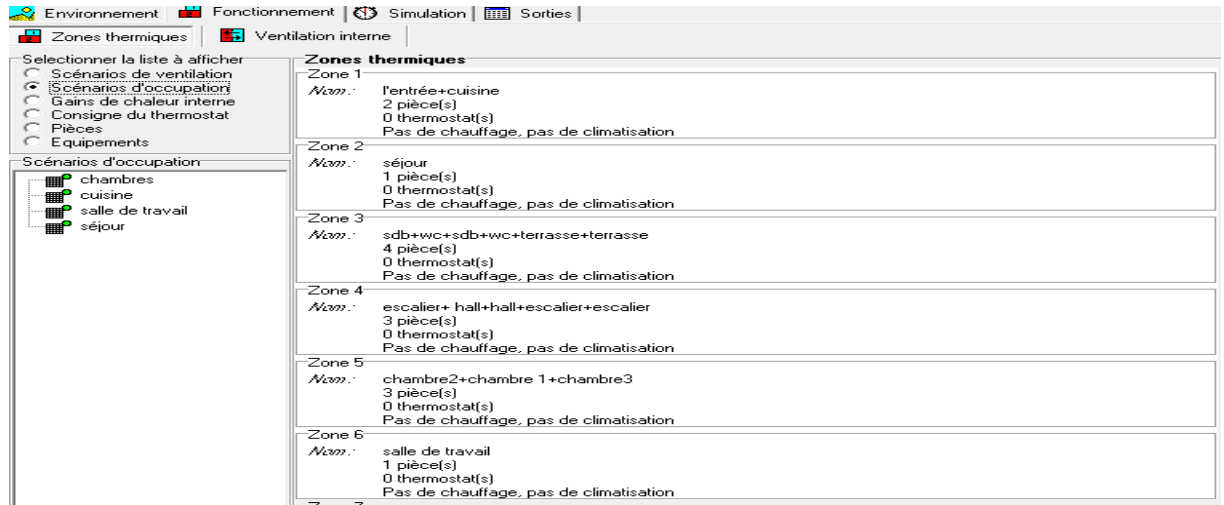 Environnement Fonctionnement Simulation Sorties
Zones thermiques Ventilation interne
Selectionner la liste à afficher
Scénarios de ventilation
Scénarios d'occupation
Gains de chaleur interne
Consigne du thermostat
Pièces
Equipements
Scénarios d'occupation
chambres
cuisine
salle de travail
séjour
Zones thermiques
Zone 1
Nom : l'entrée+cuisine
2 pièce(s)
0 thermostat(s)
Pas de chauffage, pas de climatisation
Zone 2
Nom : séjour
1 pièce(s)
0 thermostat(s)
Pas de chauffage, pas de climatisation
Zone 3
Nom : sdb+wc+sdb+wc+terrasse+terrasse
4 pièce(s)
0 thermostat(s)
Pas de chauffage, pas de climatisation
Zone 4
Nom : escalier+ hall+hall+escalier+escalier
3 pièce(s)
0 thermostat(s)
Pas de chauffage, pas de climatisation
Zone 5
Nom : chambre2+chambre 1+chambre3
3 pièce(s)
0 thermostat(s)
Pas de chauffage, pas de climatisation
Zone 6
Nom : salle de travail
1 pièce(s)
0 thermostat(s)
Pas de chauffage, pas de climatisation